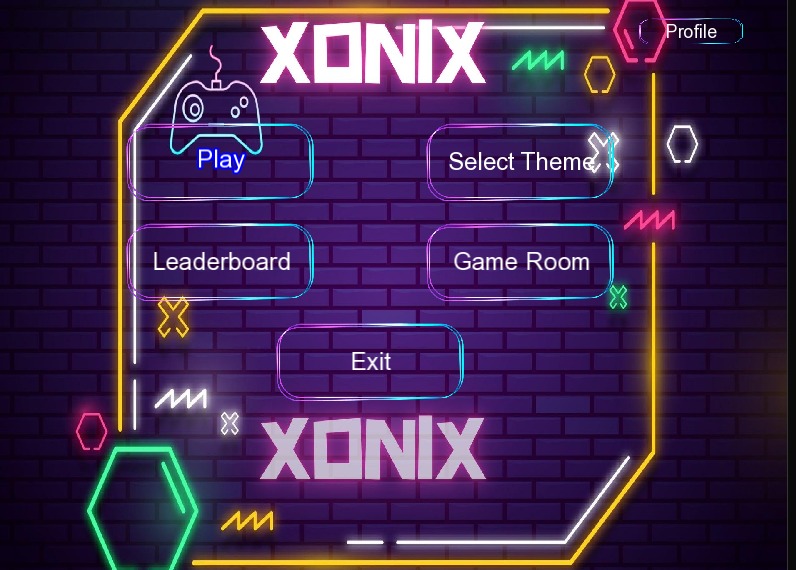 XONIX
Profile
Play
Select Theme
Leaderboard
Game Room
Exit
XONIX